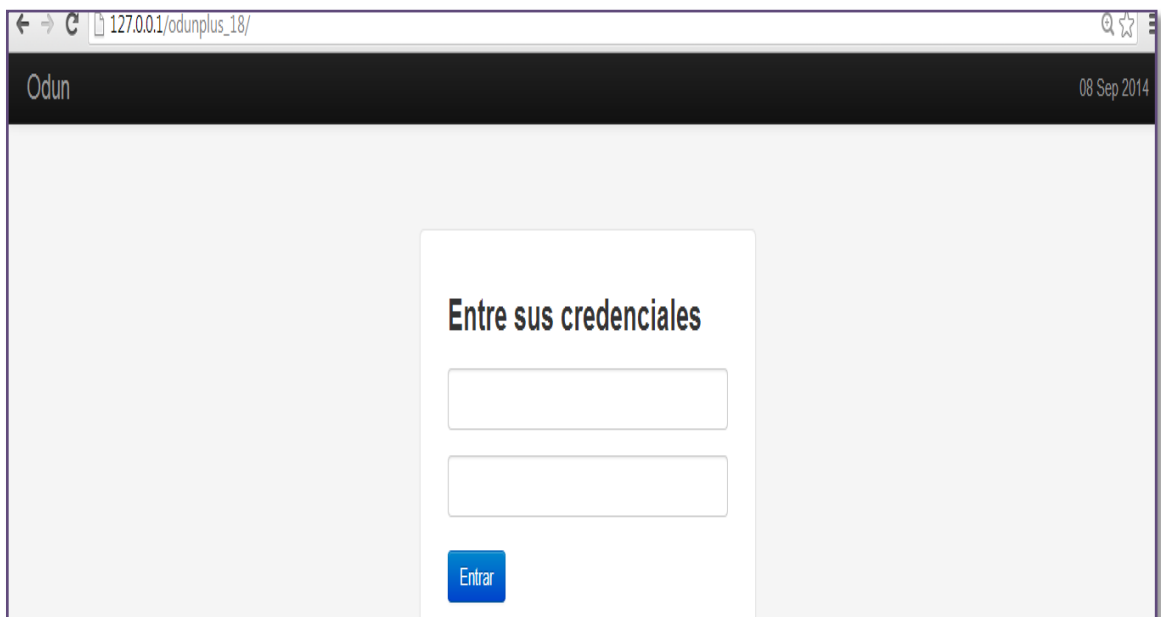 127.0.0.1/odunplus_18/
Odun
08 Sep 2014
Entre sus credenciales
Entrar